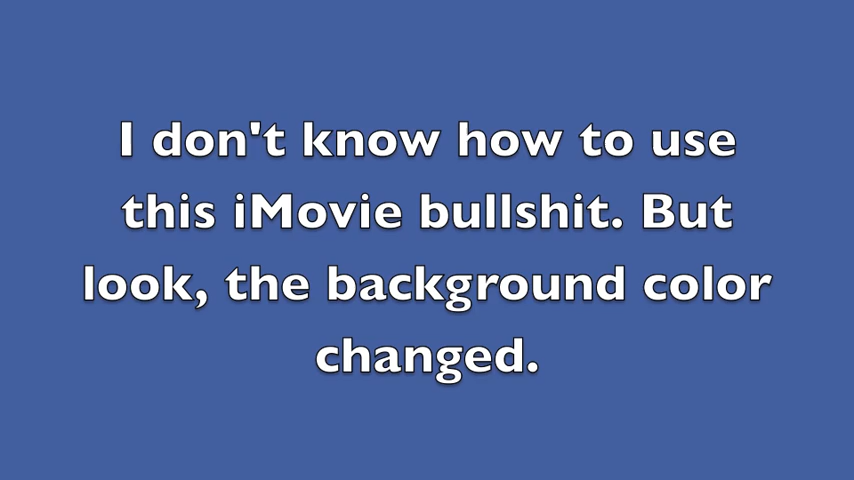 I don't know how to use
this iMovie bullshit. But
look, the background color
changed.